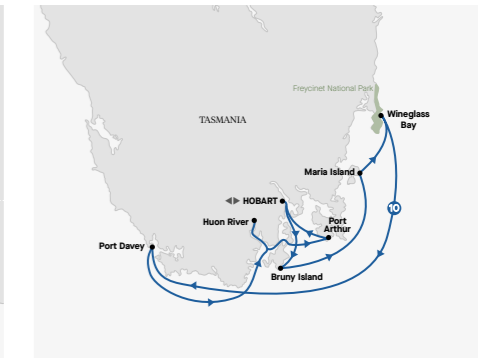 Freycinet National Park
Wineglass
Bay
TASMANIA
Maria Island
HOBART
Huon River
Port
Arthur
10
Port Davey
Bruny Island